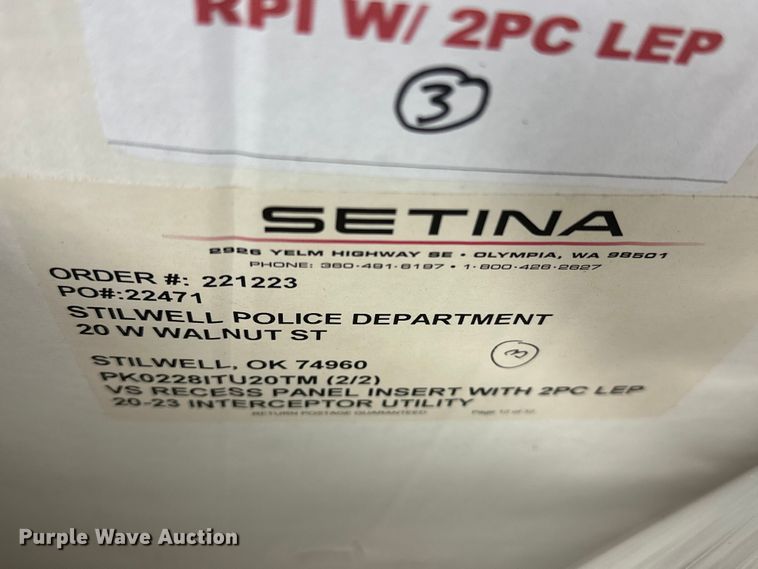 RPI W/ 2PC LEP
3
SETINA
2926 YELM HIGHWAY SE • OLYMPIA, WA 98501
PHONE: 360-491-6197 • 1-800-426-2627
ORDER #: 221223
PO#:22471
STILWELL POLICE DEPARTMENT
20 W WALNUT ST
3
STILWELL, OK 74960
PK0228ITU20TM (2/2)
VS RECESS PANEL INSERT WITH 2PC LEP
20-23 INTERCEPTOR UTILITY
RETURN POSTAGE GUARANTEED
Purple Wave Auction